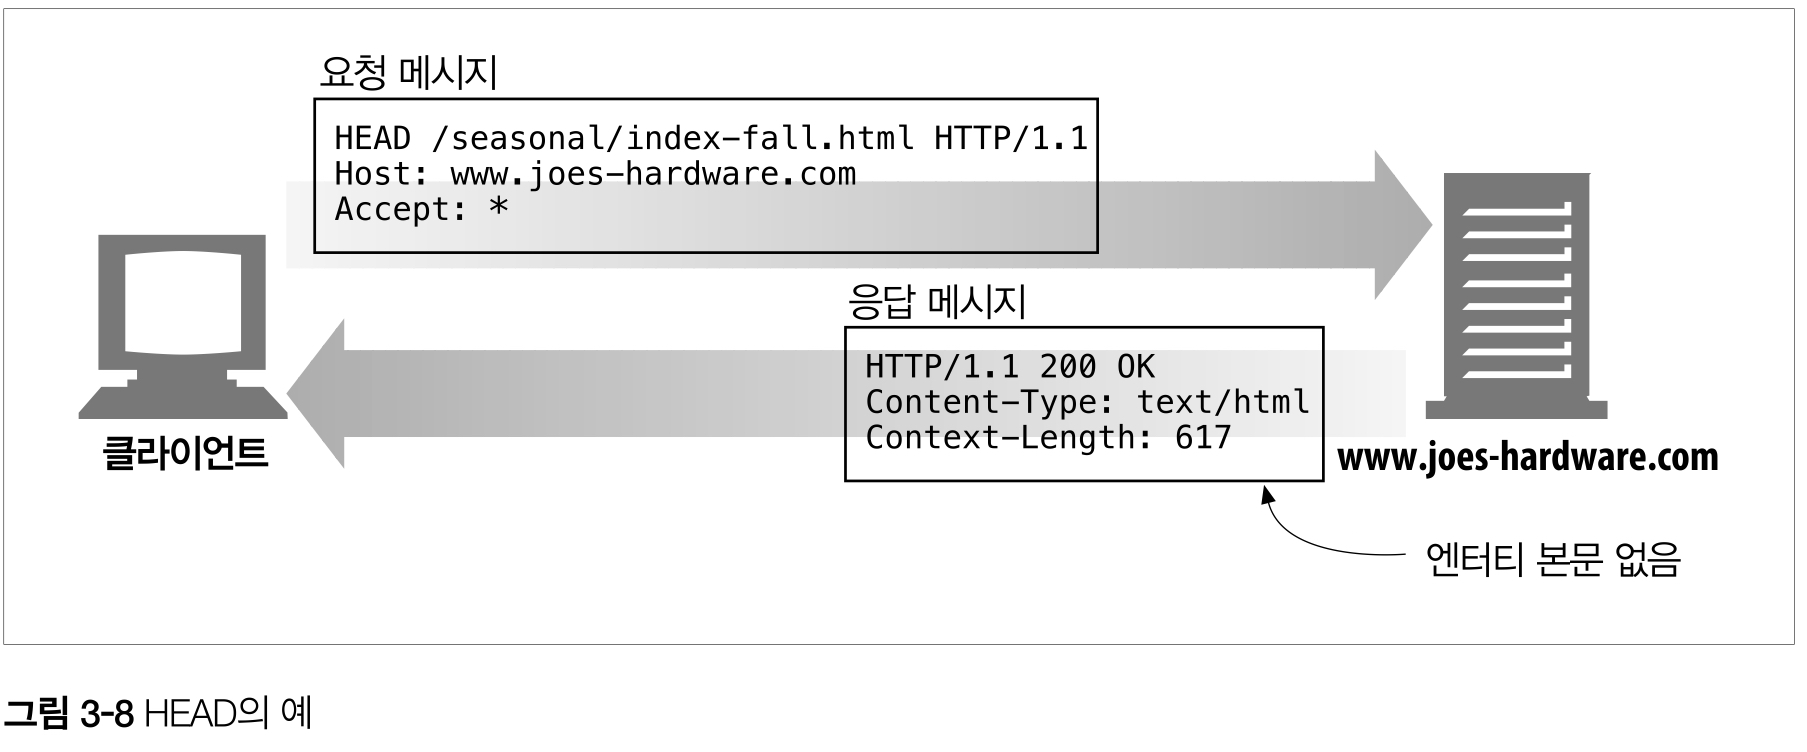 요청 메시지
HEAD /seasonal/index-fall.html HTTP/1.1
Host: www.joes-hardware.com
Accept: *
응답 메시지
HTTP/1.1 200 OK
Content-Type: text/html
Context-Length: 617
클라이언트
www.joes-hardware.com
엔터티 본문 없음
그림 3-8 HEAD의 예